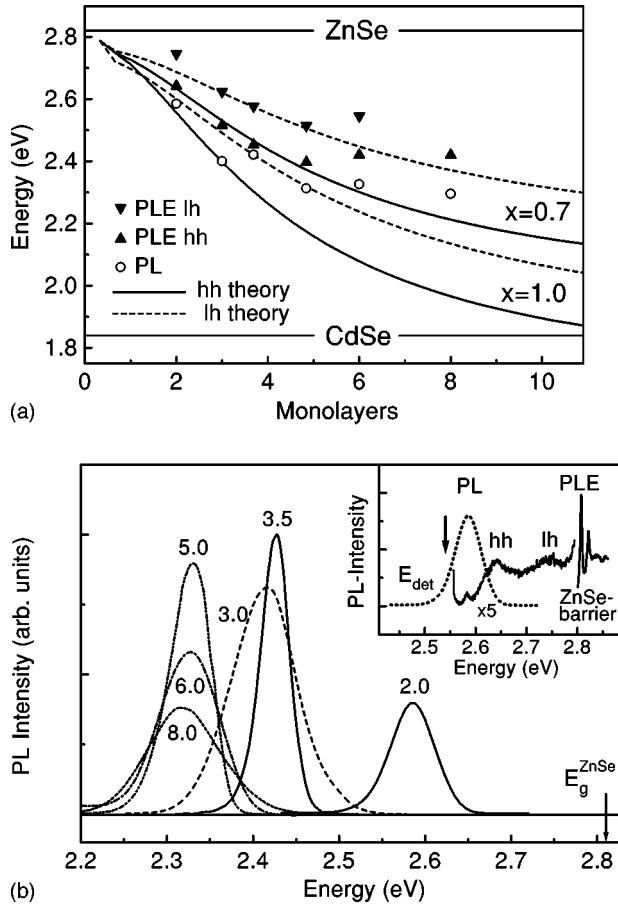 ZnSe
2.8
2.6
2.4
2.2
2.0
1.8
Energy (eV)
PLE lh
PLE hh
PL
hh theory
lh theory
x=0.7
x=1.0
CdSe
0 2 4 6 8 10
Monolayers
(a)
PL Intensity (arb. units)
5.0
3.5
3.0
6.0
8.0
2.0
E_g^ZnSe
PL-Intensity
PL
PLE
hh
lh
E_det
x5
ZnSe-
barrier
2.5 2.6 2.7 2.8
Energy (eV)
2.2 2.3 2.4 2.5 2.6 2.7 2.8
Energy (eV)
(b)